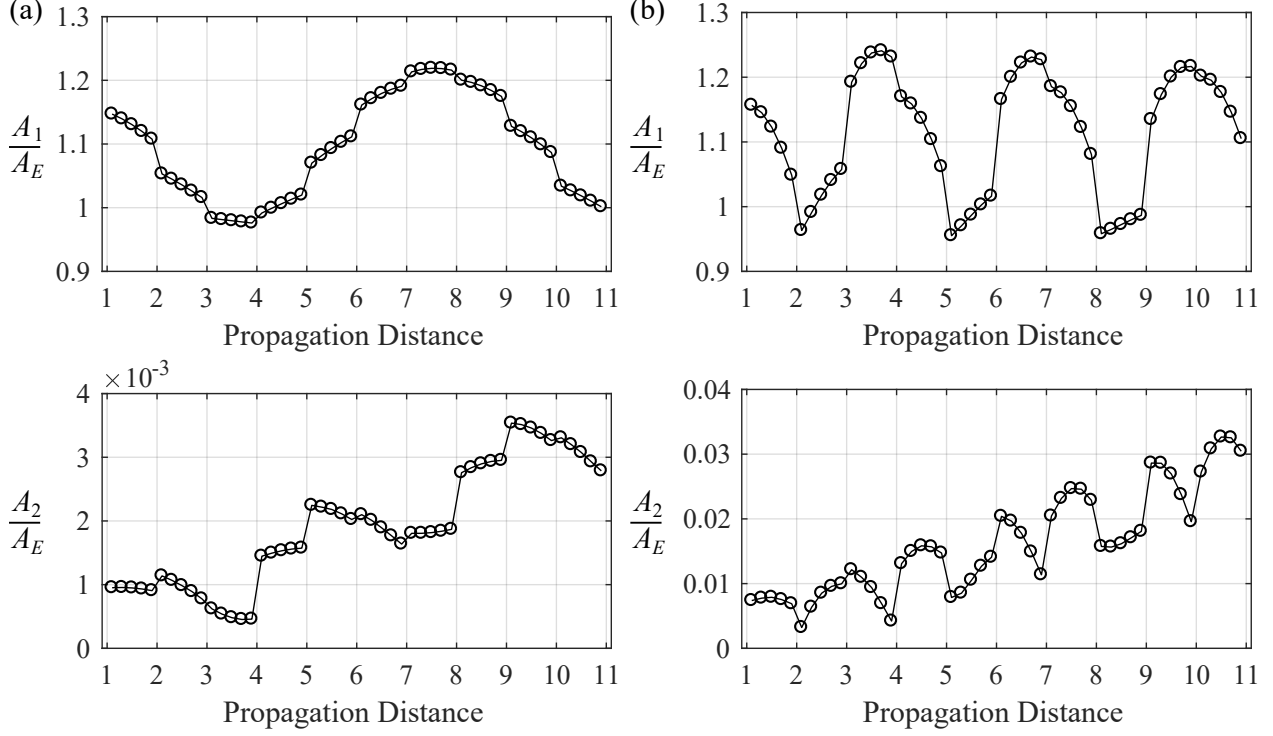 (a)
1.3
1.2
1.1
1
0.9
A1
AE
1 2 3 4 5 6 7 8 9 10 11
Propagation Distance
(b)
1.3
1.2
1.1
1
0.9
A1
AE
1 2 3 4 5 6 7 8 9 10 11
Propagation Distance
×10-3
4
3
2
1
0
A2
AE
1 2 3 4 5 6 7 8 9 10 11
Propagation Distance
0.04
0.03
0.02
0.01
0
A2
AE
1 2 3 4 5 6 7 8 9 10 11
Propagation Distance